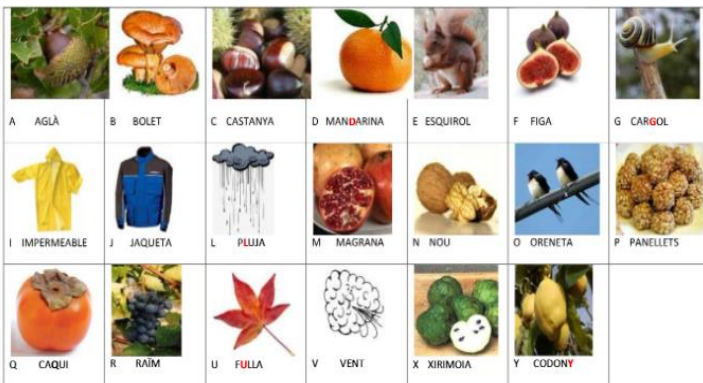 A AGLÀ
B BOLET
C CASTANYA
D MANDARINA
E ESQUIROL
F FIGA
G CARGOL
I IMPERMEABLE
J JAQUETA
L PLUJA
M MAGRANA
N NOU
O ORENETA
P PANELLETS
Q CAQUI
R RAÏM
U FULLA
V VENT
X XIRIMOIA
Y CODONY